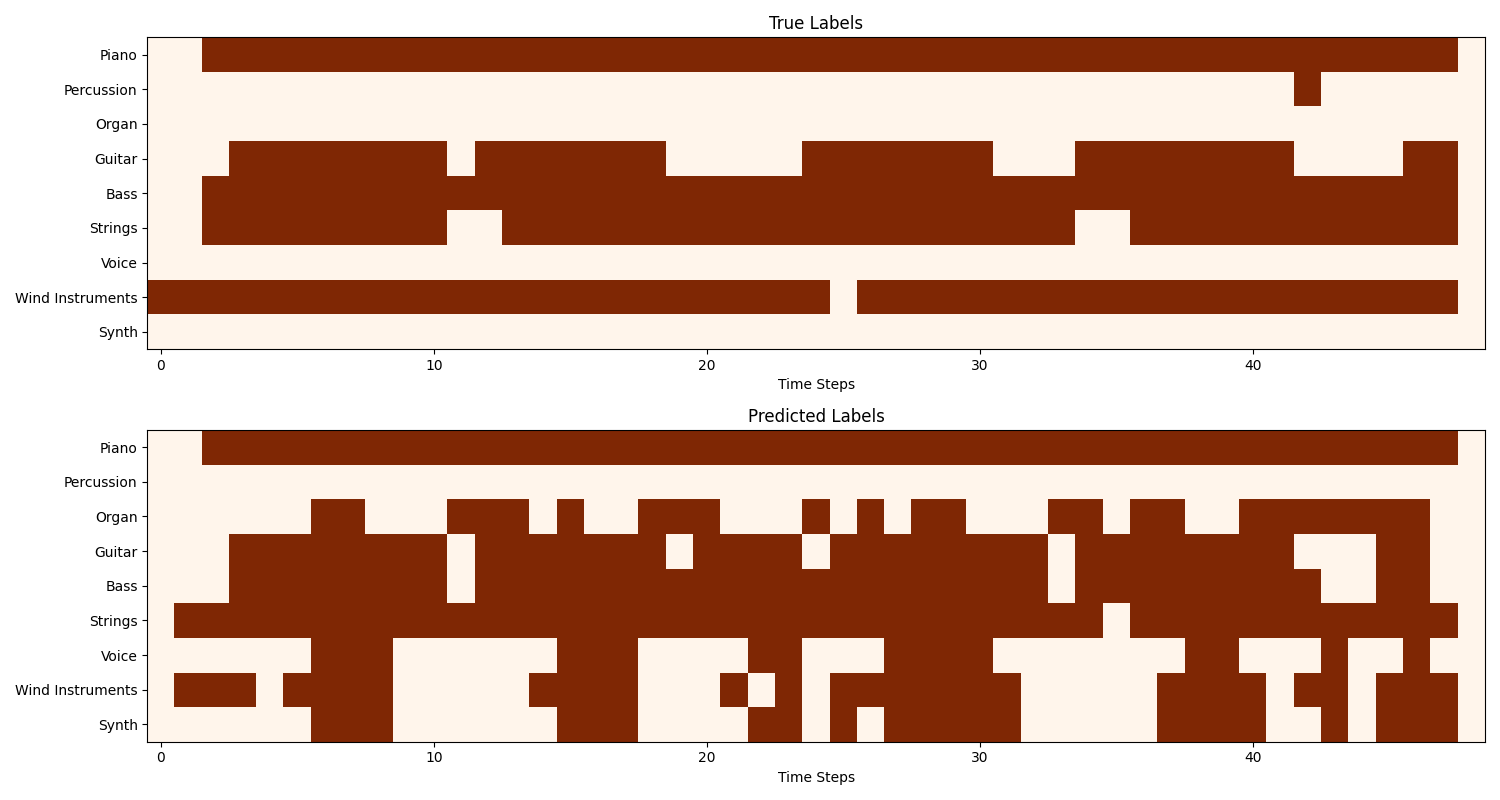 True Labels
Piano
Percussion
Organ
Guitar
Bass
Strings
Voice
Wind Instruments
Synth
0 10 20 30 40
Time Steps
Predicted Labels
Piano
Percussion
Organ
Guitar
Bass
Strings
Voice
Wind Instruments
Synth
0 10 20 30 40
Time Steps